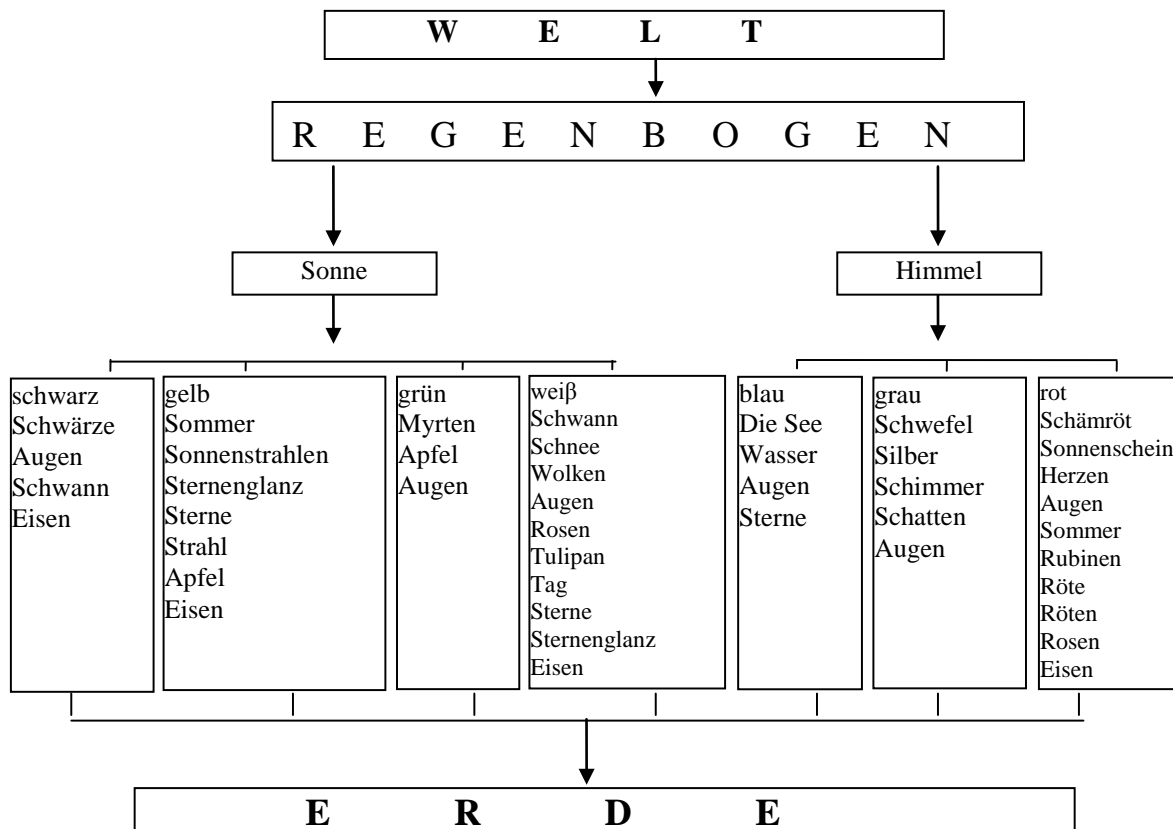 W E L T
R E G E N B O G E N
Sonne
Himmel
schwarz
Schwärze
Augen
Schwann
Eisen
gelb
Sommer
Sonnenstrahlen
Sternenglanz
Sterne
Strahl
Apfel
Eisen
grün
Myrten
Apfel
Augen
weiβ
Schwann
Schnee
Wolken
Augen
Rosen
Tulipan
Tag
Sterne
Sternenglanz
Eisen
blau
Die See
Wasser
Augen
Sterne
grau
Schwefel
Silber
Schimmer
Schatten
Augen
rot
Schämröt
Sonnenschein
Herzen
Augen
Sommer
Rubinen
Röte
Röten
Rosen
Eisen
E R D E